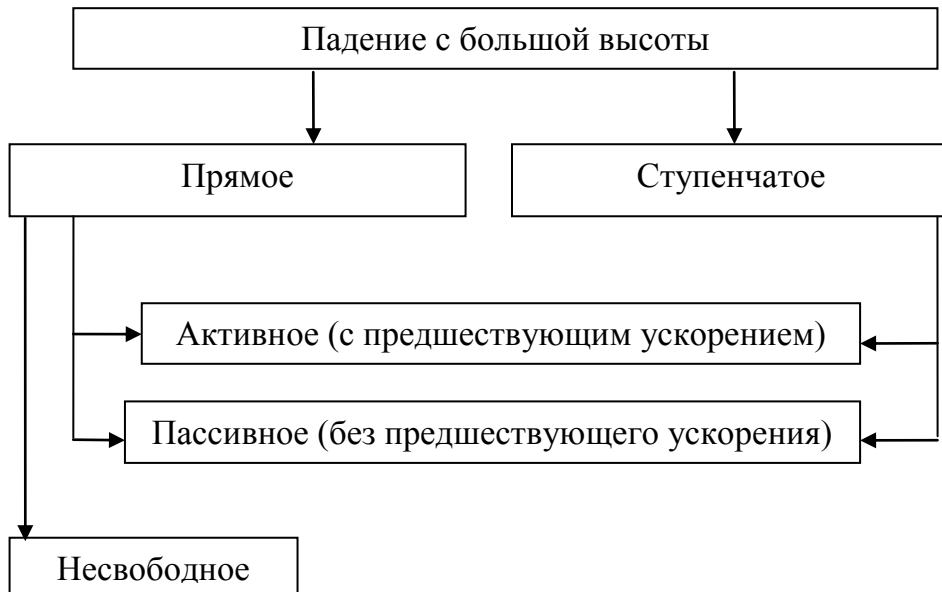 Падение с большой высоты
Прямое
Ступенчатое
Активное (с предшествующим ускорением)
Пассивное (без предшествующего ускорения)
Несвободное